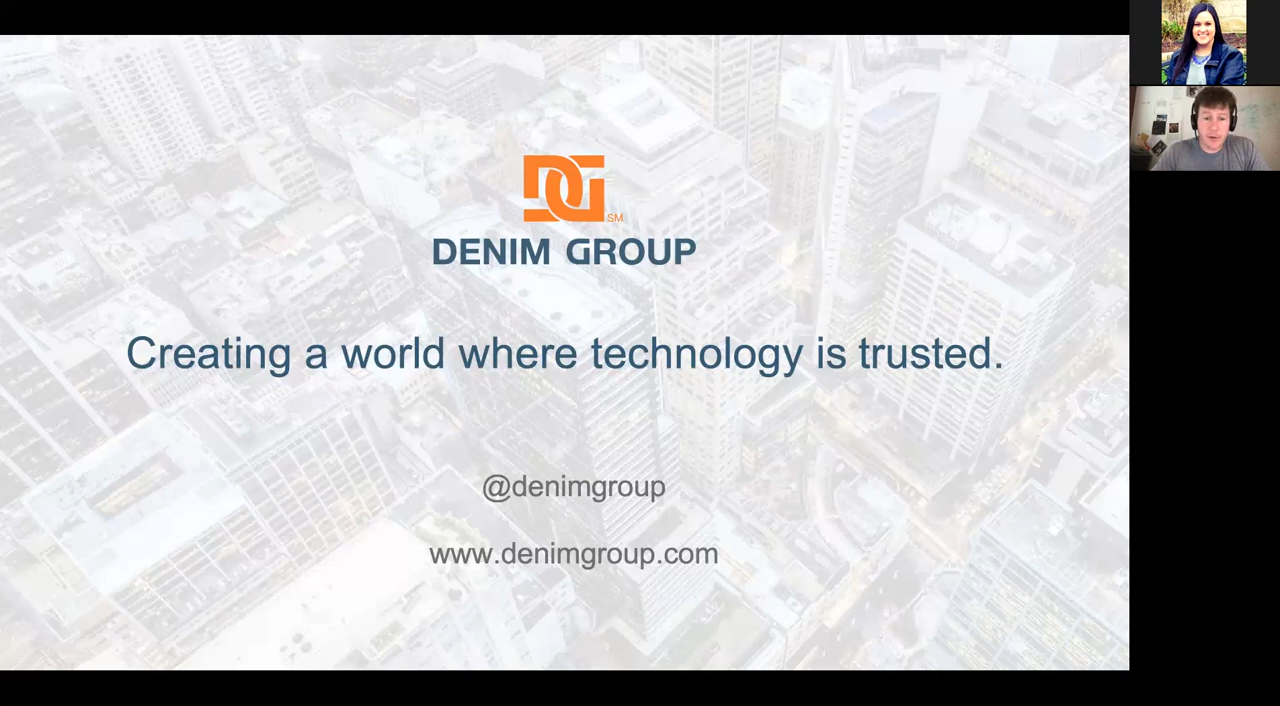 DG SM
DENIM GROUP
Creating a world where technology is trusted.
@denimgroup
www.denimgroup.com